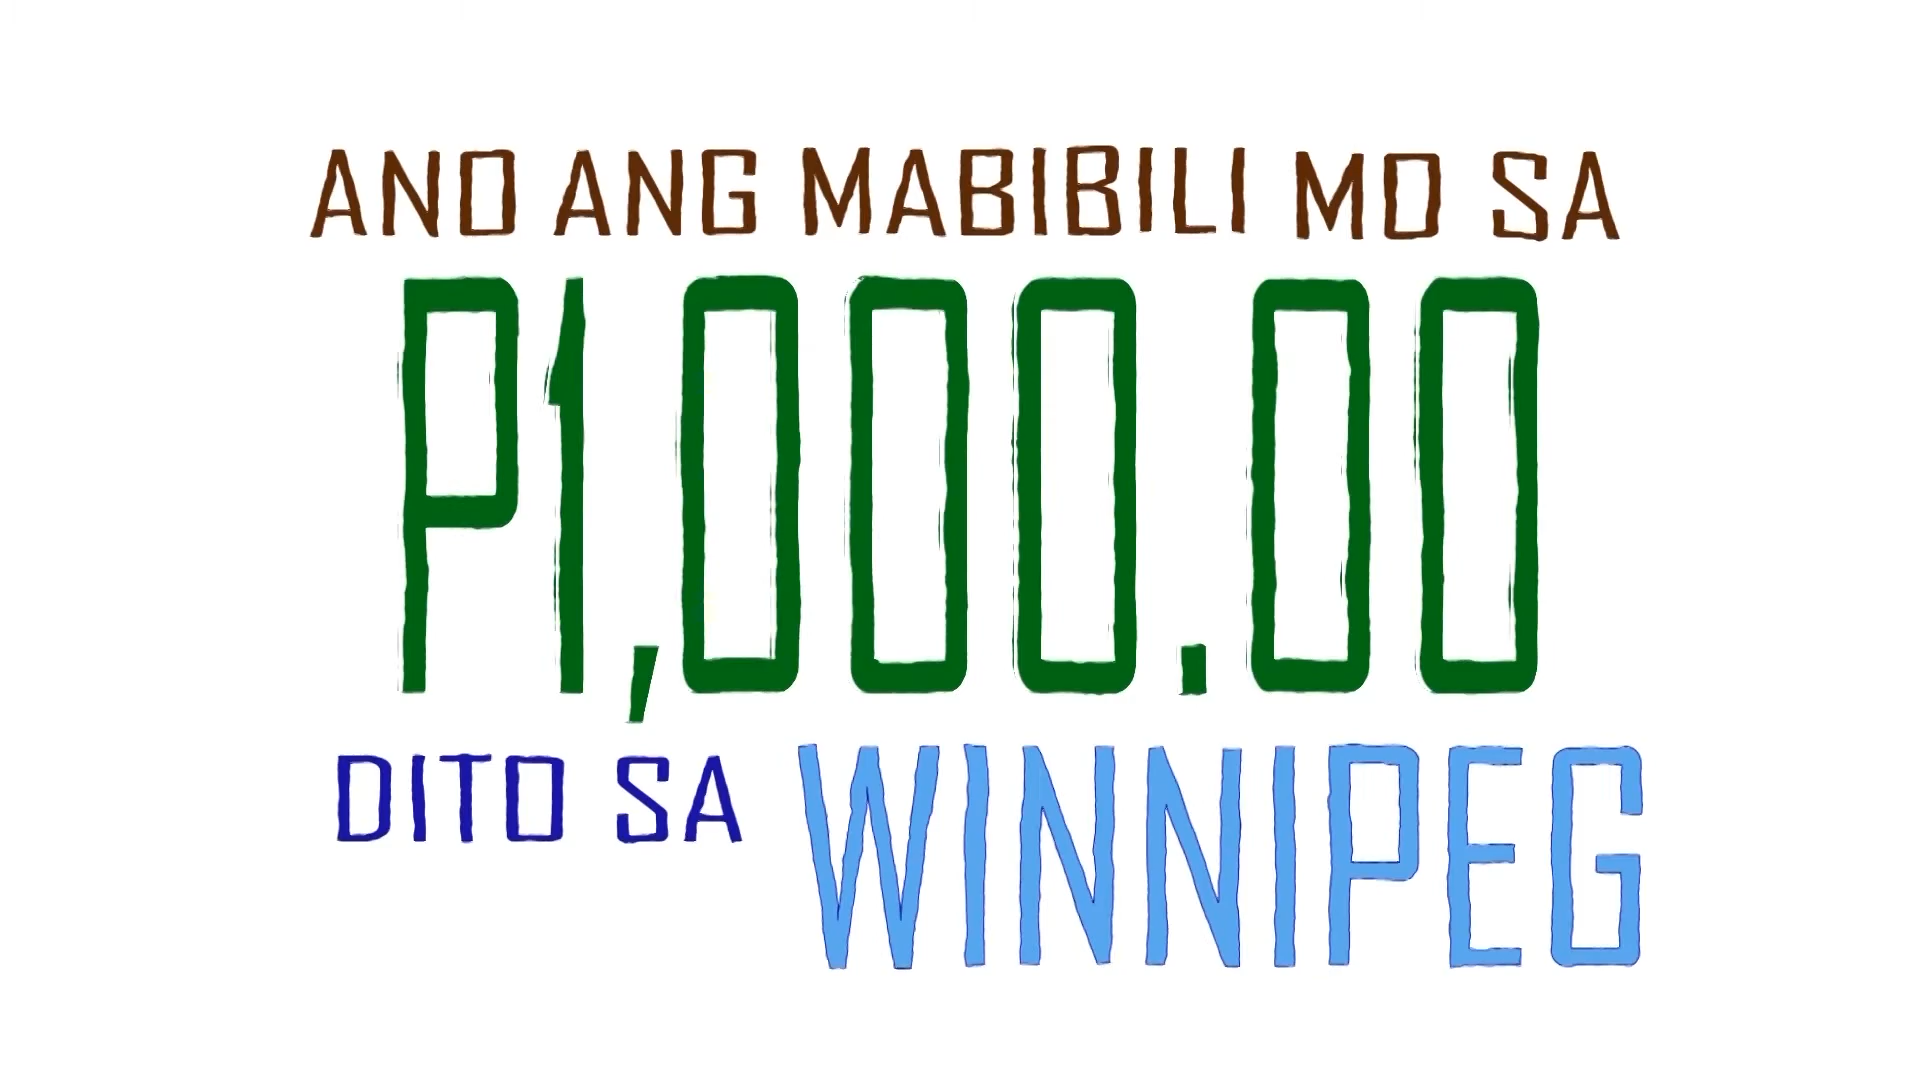 ANO ANG MABIBILI MO SA
P1,000.00
DITO SA WINNIPEG